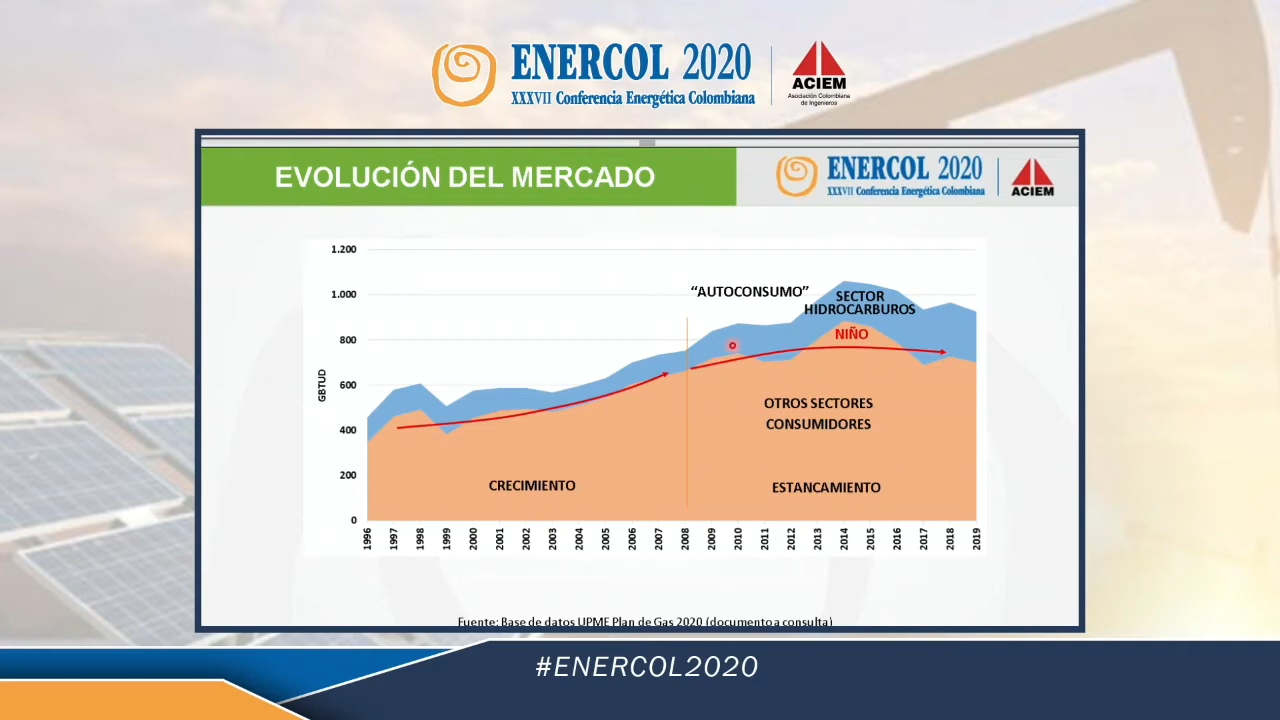 ENERCOL 2020
XXXVII Conferencia Energética Colombiana
ACIEM
Asociación Colombiana
de Ingenieros
EVOLUCIÓN DEL MERCADO
ENERCOL 2020
XXXVII Conferencia Energética Colombiana
ACIEM
1.200
1.000
800
600
400
200
0
GBTUD
“AUTOCONSUMO”
SECTOR
HIDROCARBUROS
NIÑO
OTROS SECTORES
CONSUMIDORES
CRECIMIENTO
ESTANCAMIENTO
1996 1997 1998 1999 2000 2001 2002 2003 2004 2005 2006 2007 2008 2009 2010 2011 2012 2013 2014 2015 2016 2017 2018 2019
Fuente: Base de datos UPME Plan de Gas 2020 (documento a consulta)
#ENERCOL2020